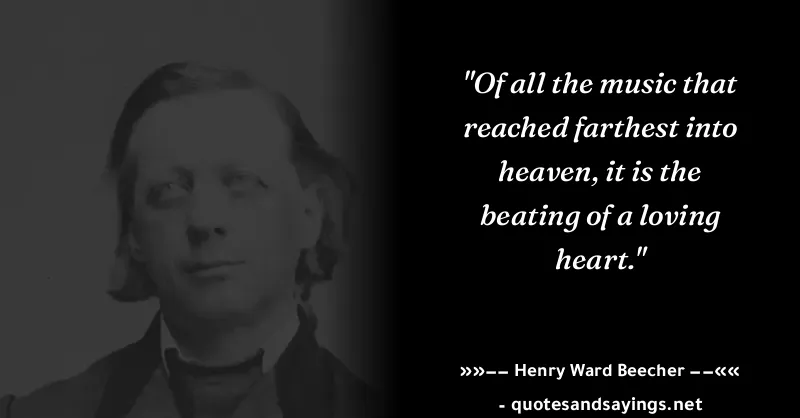 "Of all the music that
reached farthest into
heaven, it is the
beating of a loving
heart."
»»−− Henry Ward Beecher −−««
- quotesandsayings.net